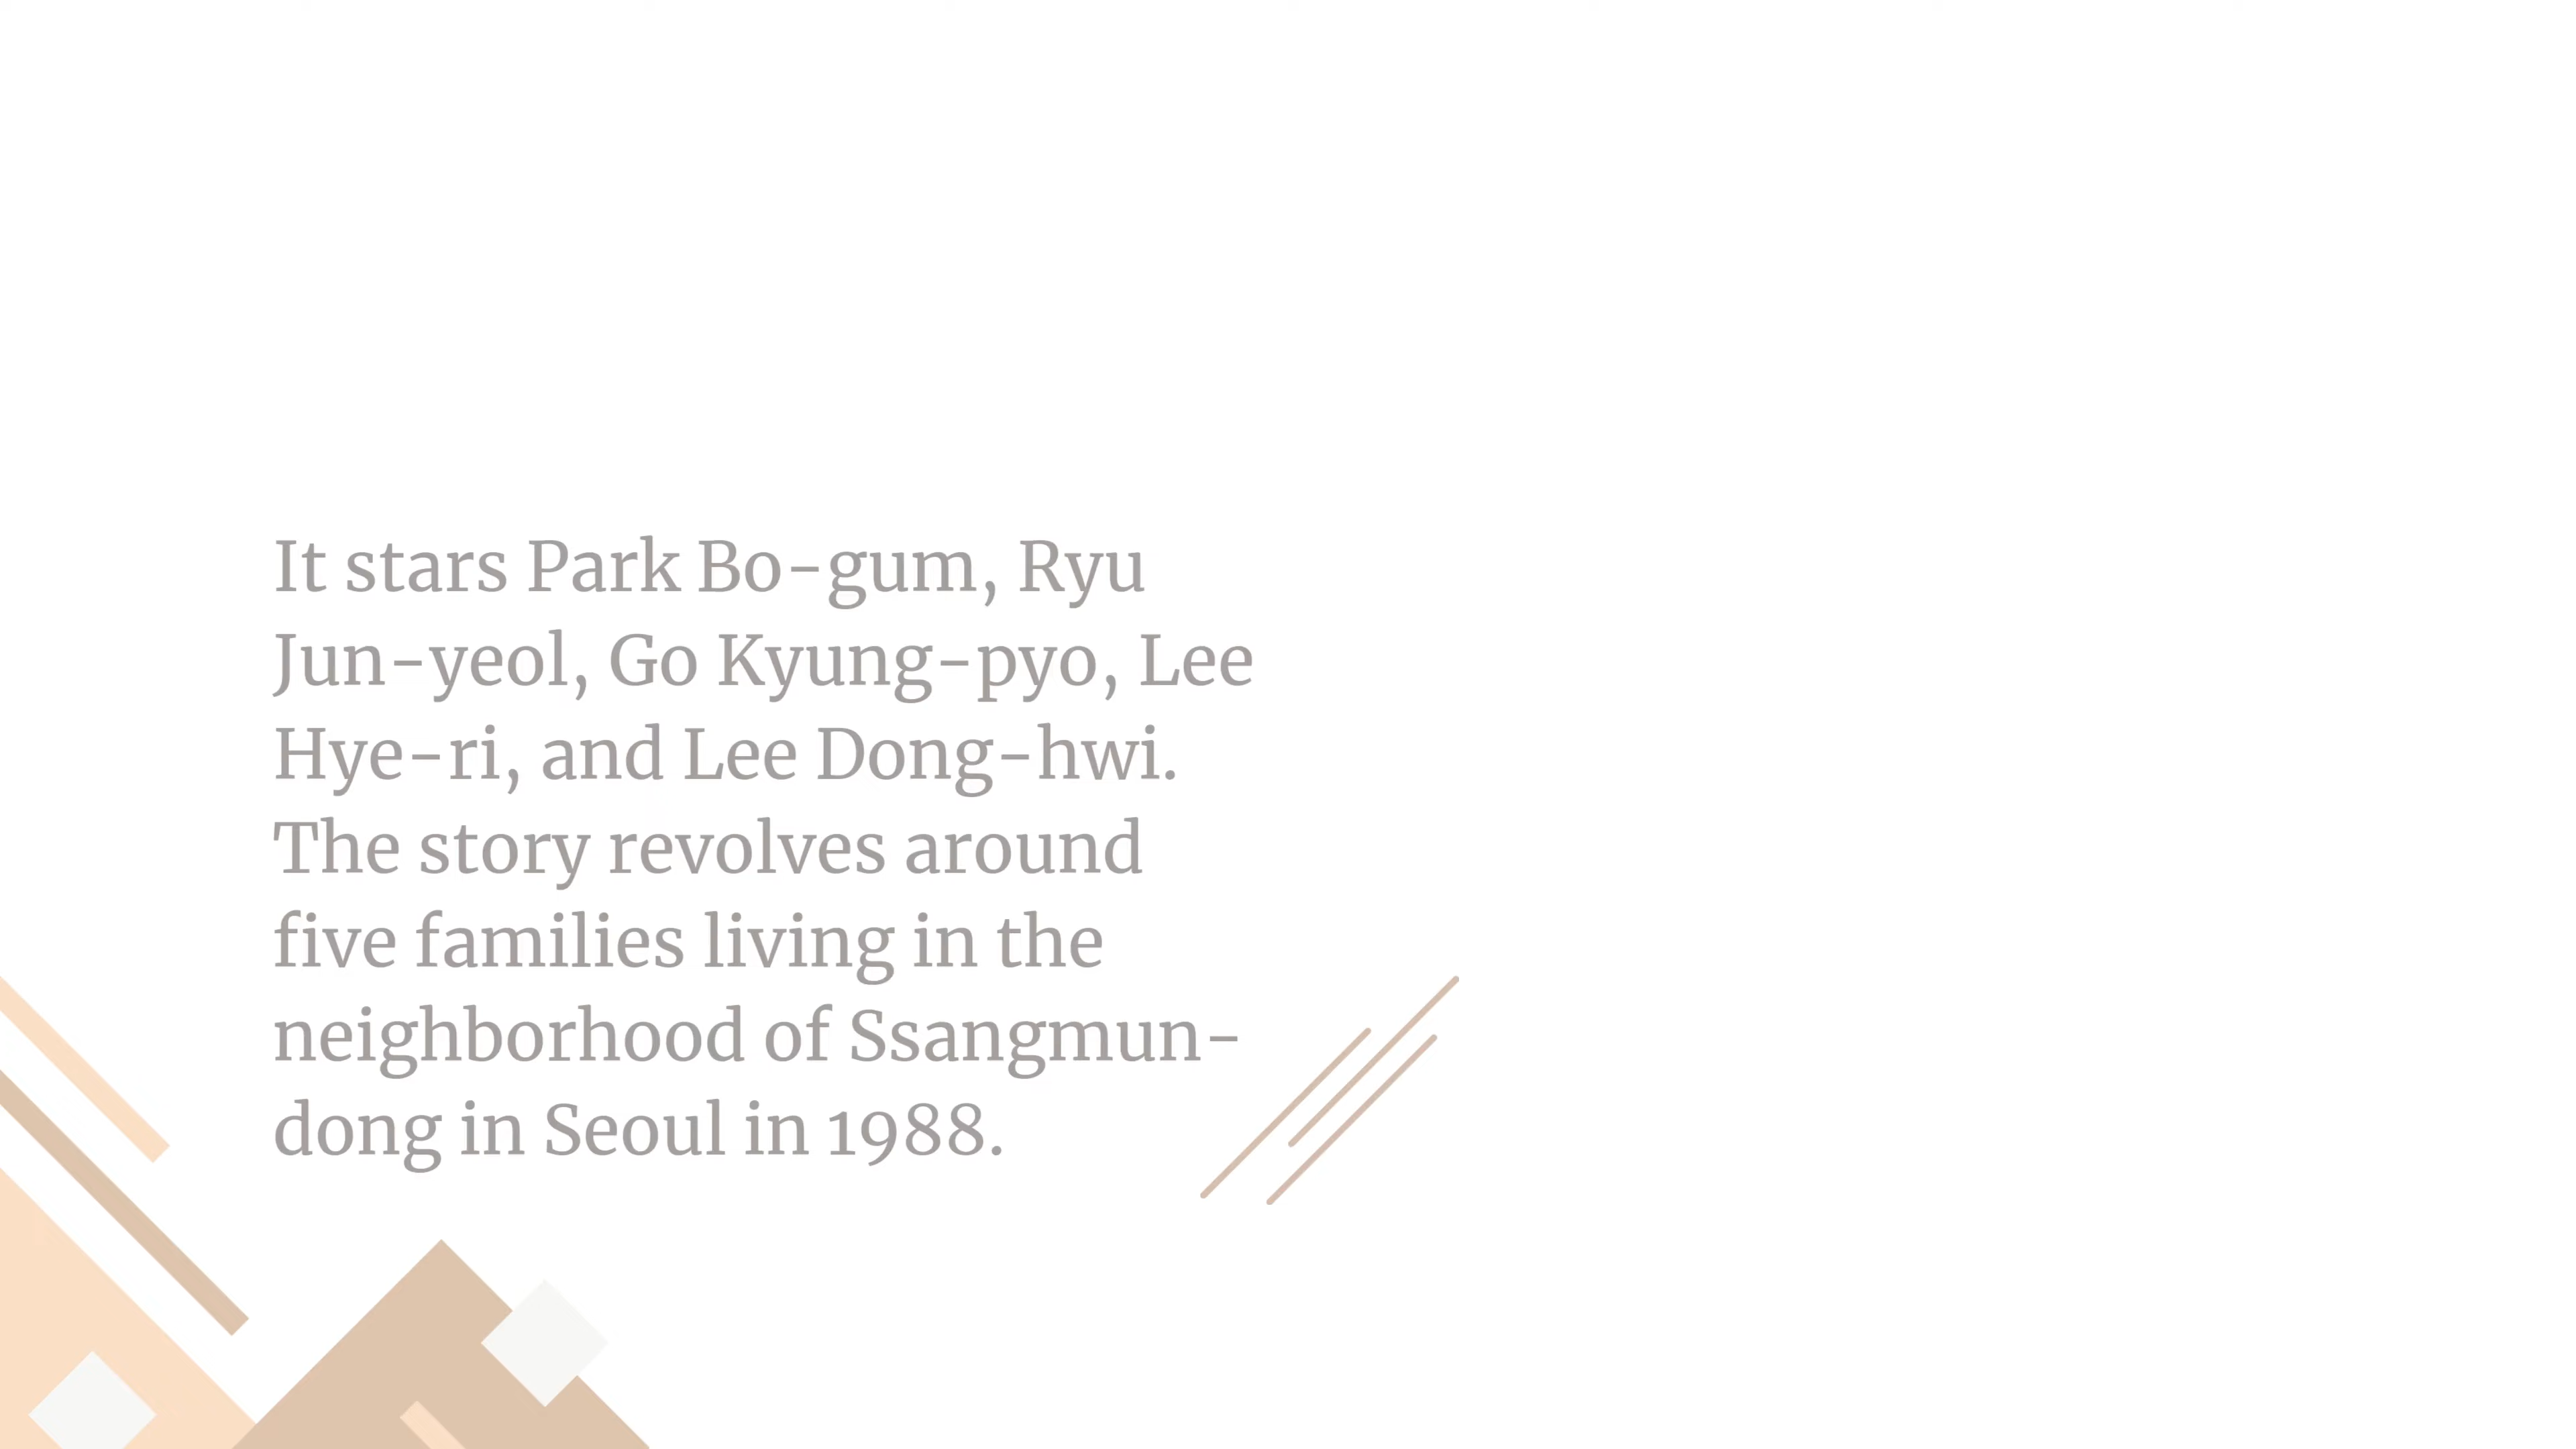 It stars Park Bo-gum, Ryu
Jun-yeol, Go Kyung-pyo, Lee
Hye-ri, and Lee Dong-hwi.
The story revolves around
five families living in the
neighborhood of Ssangmun-
dong in Seoul in 1988.